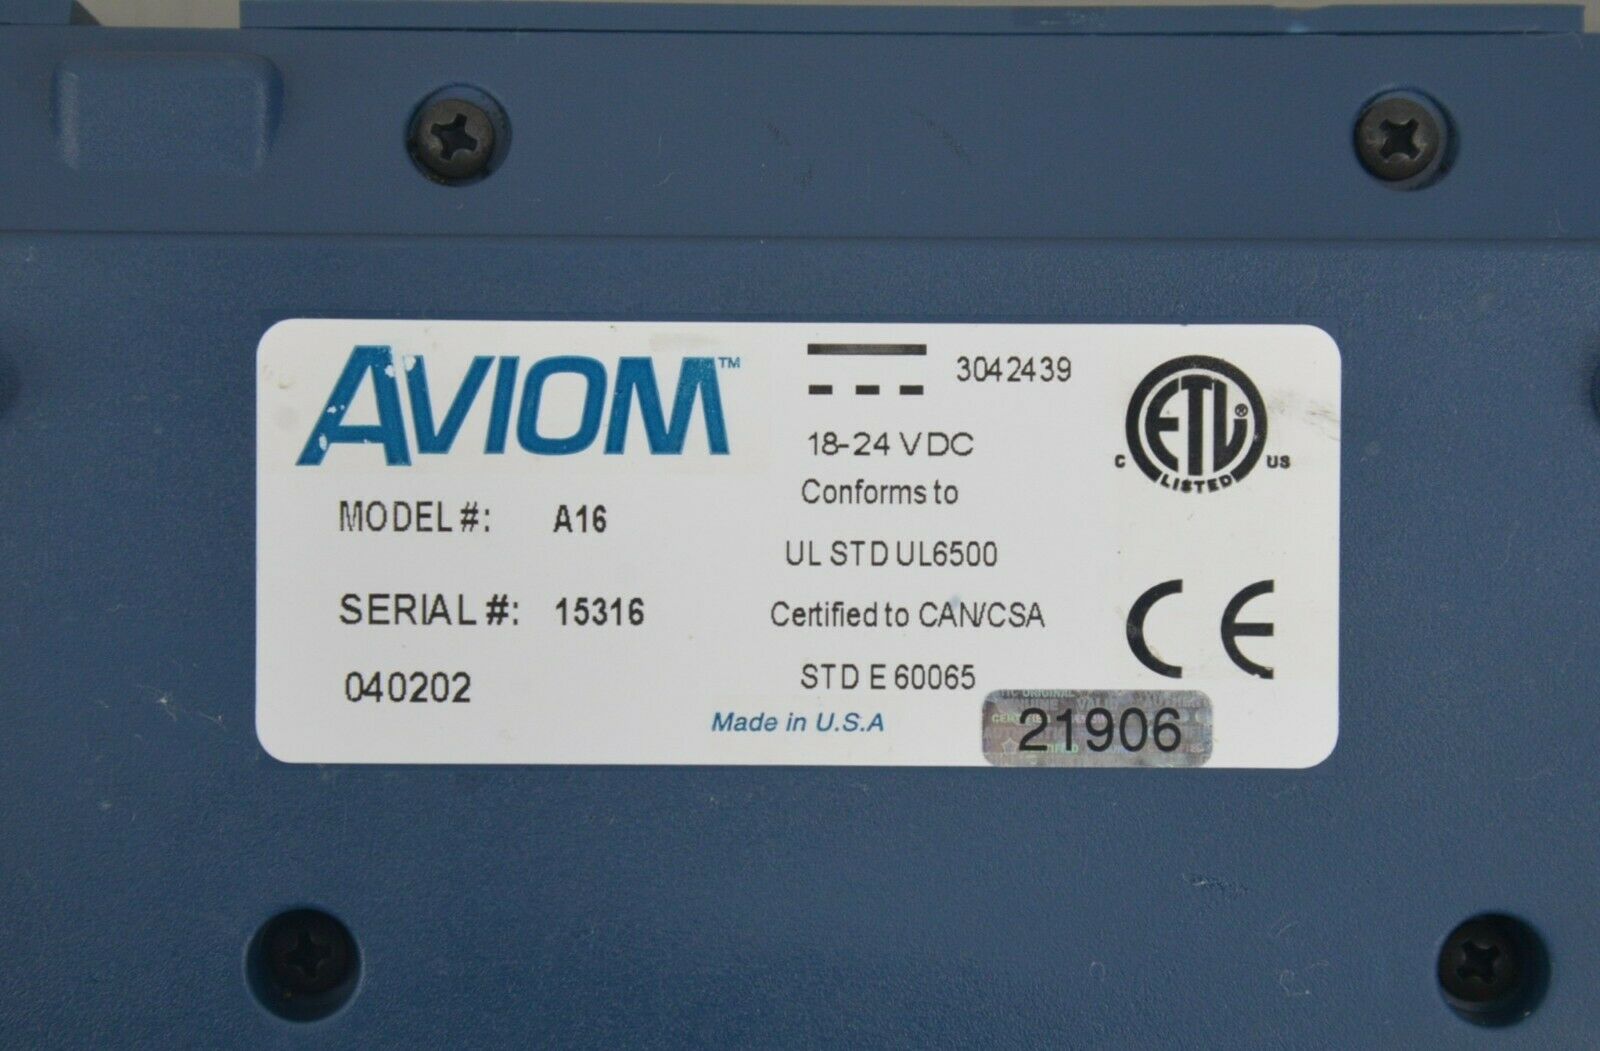 AVIOM™
MODEL#: A16
SERIAL#: 15316
040202
3042439
18-24 VDC
Conforms to
UL STD UL6500
Certified to CAN/CSA
STD E 60065
Made in U.S.A
ETL®
C US
LISTED
CE
21906